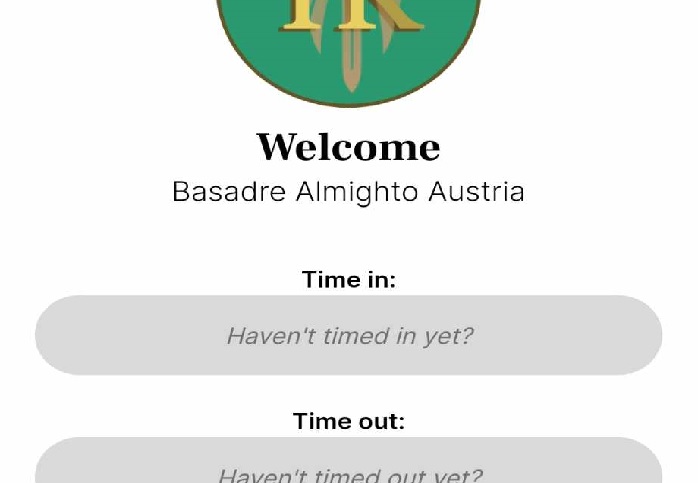 Welcome
Basadre Almighto Austria
Time in:
Haven't timed in yet?
Time out:
Haven't timed out yet?